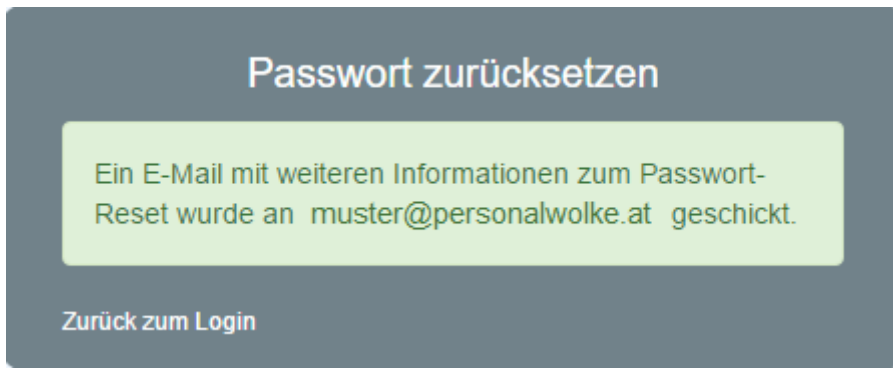 Passwort zurücksetzen
Ein E-Mail mit weiteren Informationen zum Passwort-
Reset wurde an muster@personalwolke.at geschickt.
Zurück zum Login